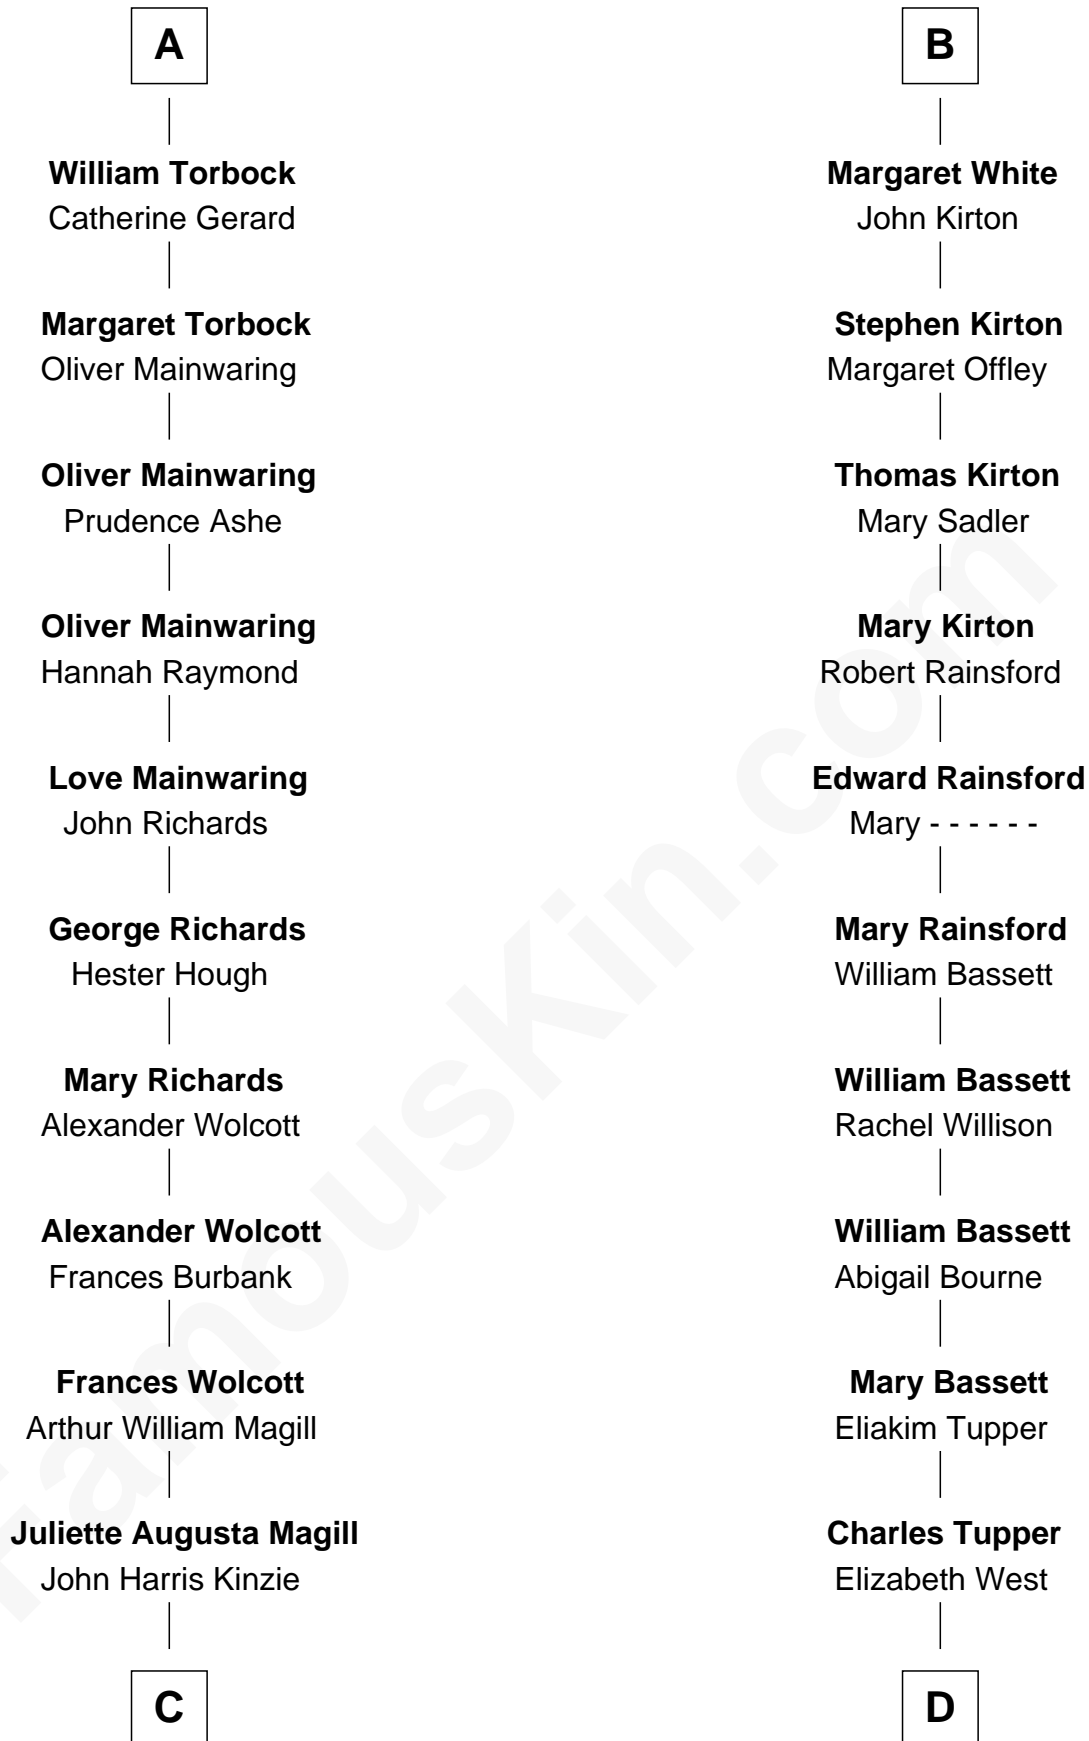 A
William Torbock
Catherine Gerard
Margaret Torbock
Oliver Mainwaring
Oliver Mainwaring
Prudence Ashe
Oliver Mainwaring
Hannah Raymond
Love Mainwaring
John Richards
George Richards
Hester Hough
Mary Richards
Alexander Wolcott
Alexander Wolcott
Frances Burbank
Frances Wolcott
Arthur William Magill
Juliette Augusta Magill
John Harris Kinzie
C
B
Margaret White
John Kirton
Stephen Kirton
Margaret Offley
Thomas Kirton
Mary Sadler
Mary Kirton
Robert Rainsford
Edward Rainsford
Mary - - - - - -
Mary Rainsford
William Bassett
William Bassett
Rachel Willison
William Bassett
Abigail Bourne
Mary Bassett
Eliakim Tupper
Charles Tupper
Elizabeth West
D
FamousKin.com